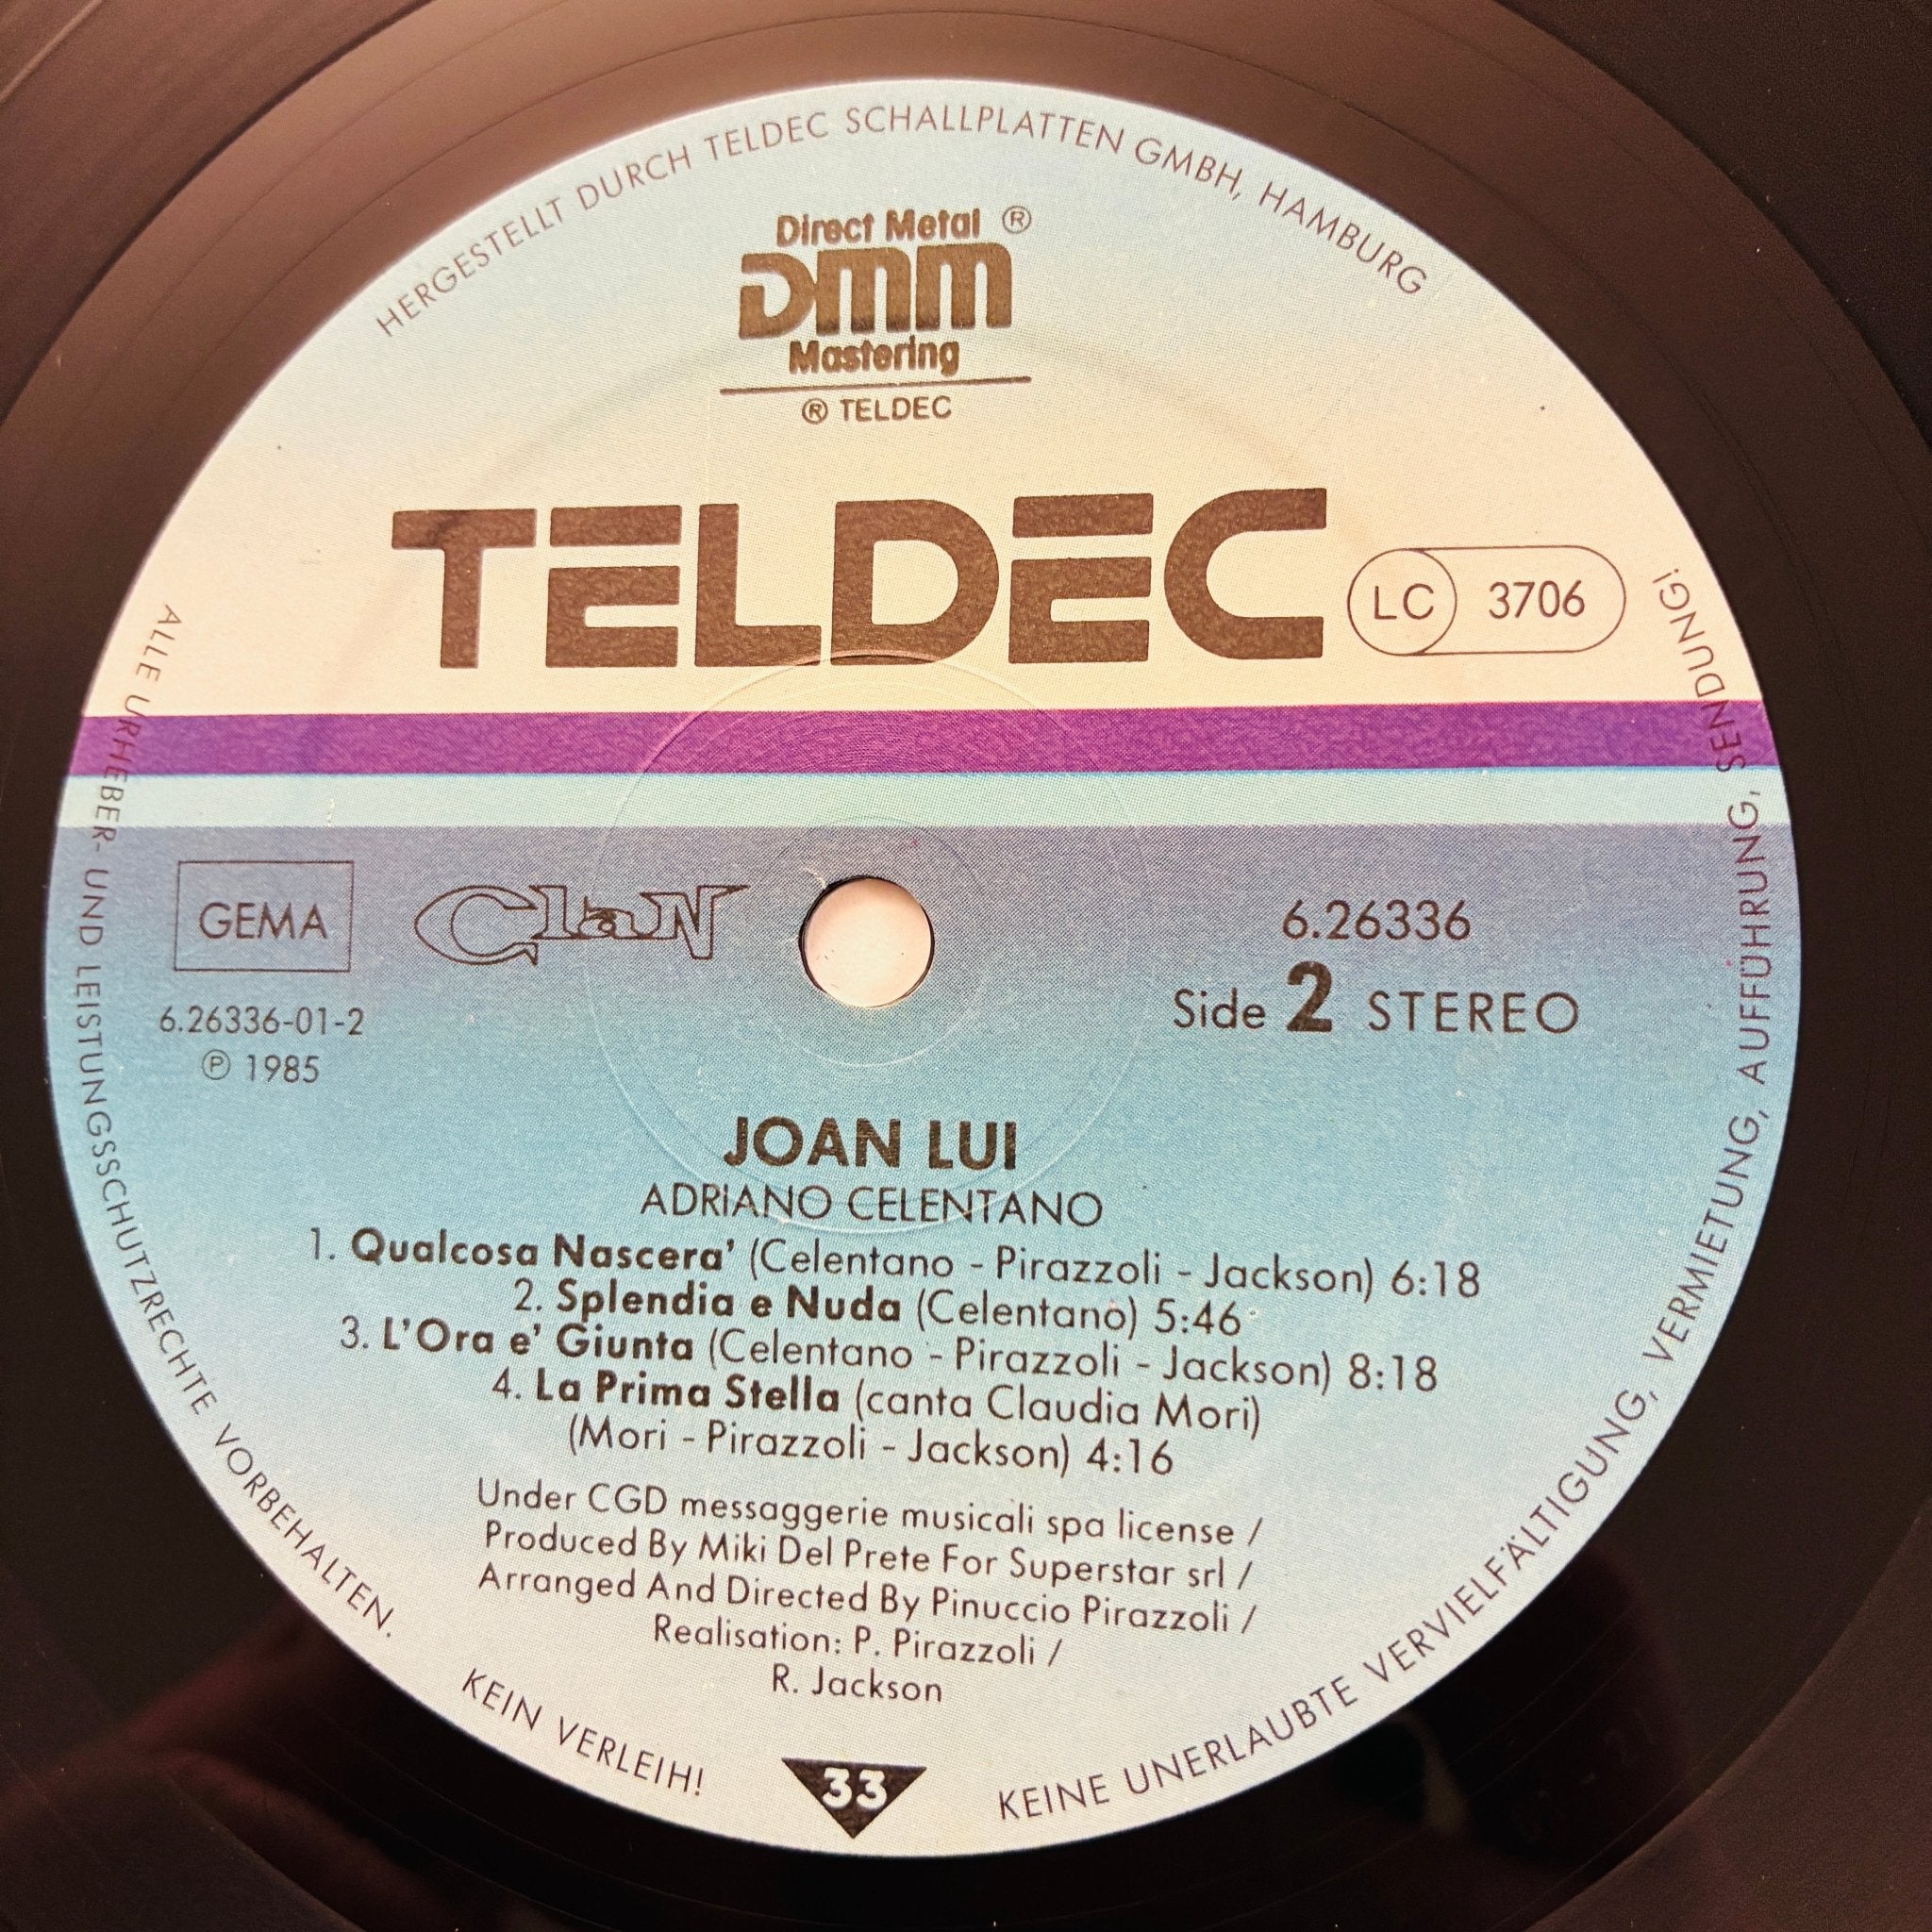 HERGESTELLT DURCH TELDEC SCHALLPLATTEN GMBH, HAMBURG
Direct Metal ®
DMM
Mastering
® TELDEC
TELDEC
LC 3706
GEMA
Clan
6.26336
Side 2 STEREO
6.26336-01-2
℗ 1985
JOAN LUI
ADRIANO CELENTANO
1. Qualcosa Nascera' (Celentano - Pirazzoli - Jackson) 6:18
2. Splendia e Nuda (Celentano) 5:46
3. L'Ora e' Giunta (Celentano - Pirazzoli - Jackson) 8:18
4. La Prima Stella (canta Claudia Mori)
(Mori - Pirazzoli - Jackson) 4:16
Under CGD messaggerie musicali spa license /
Produced By Miki Del Prete For Superstar srl /
Arranged And Directed By Pinuccio Pirazzoli /
Realisation: P. Pirazzoli /
R. Jackson
33
ALLE URHEBER- UND LEISTUNGSSCHUTZRECHTE VORBEHALTEN.
KEIN VERLEIH!
KEINE UNERLAUBTE VERVIELFÄLTIGUNG, VERMIETUNG, AUFFÜHRUNG, SENDUNG!